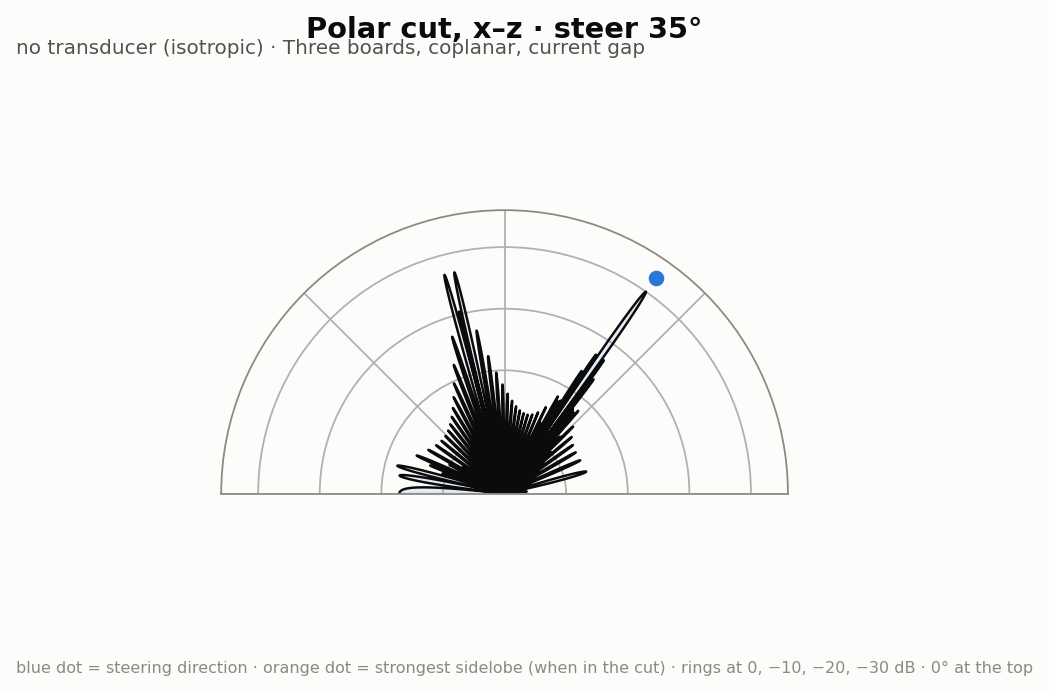 Polar cut, x–z · steer 35°
no transducer (isotropic) · Three boards, coplanar, current gap
blue dot = steering direction · orange dot = strongest sidelobe (when in the cut) · rings at 0, −10, −20, −30 dB · 0° at the top